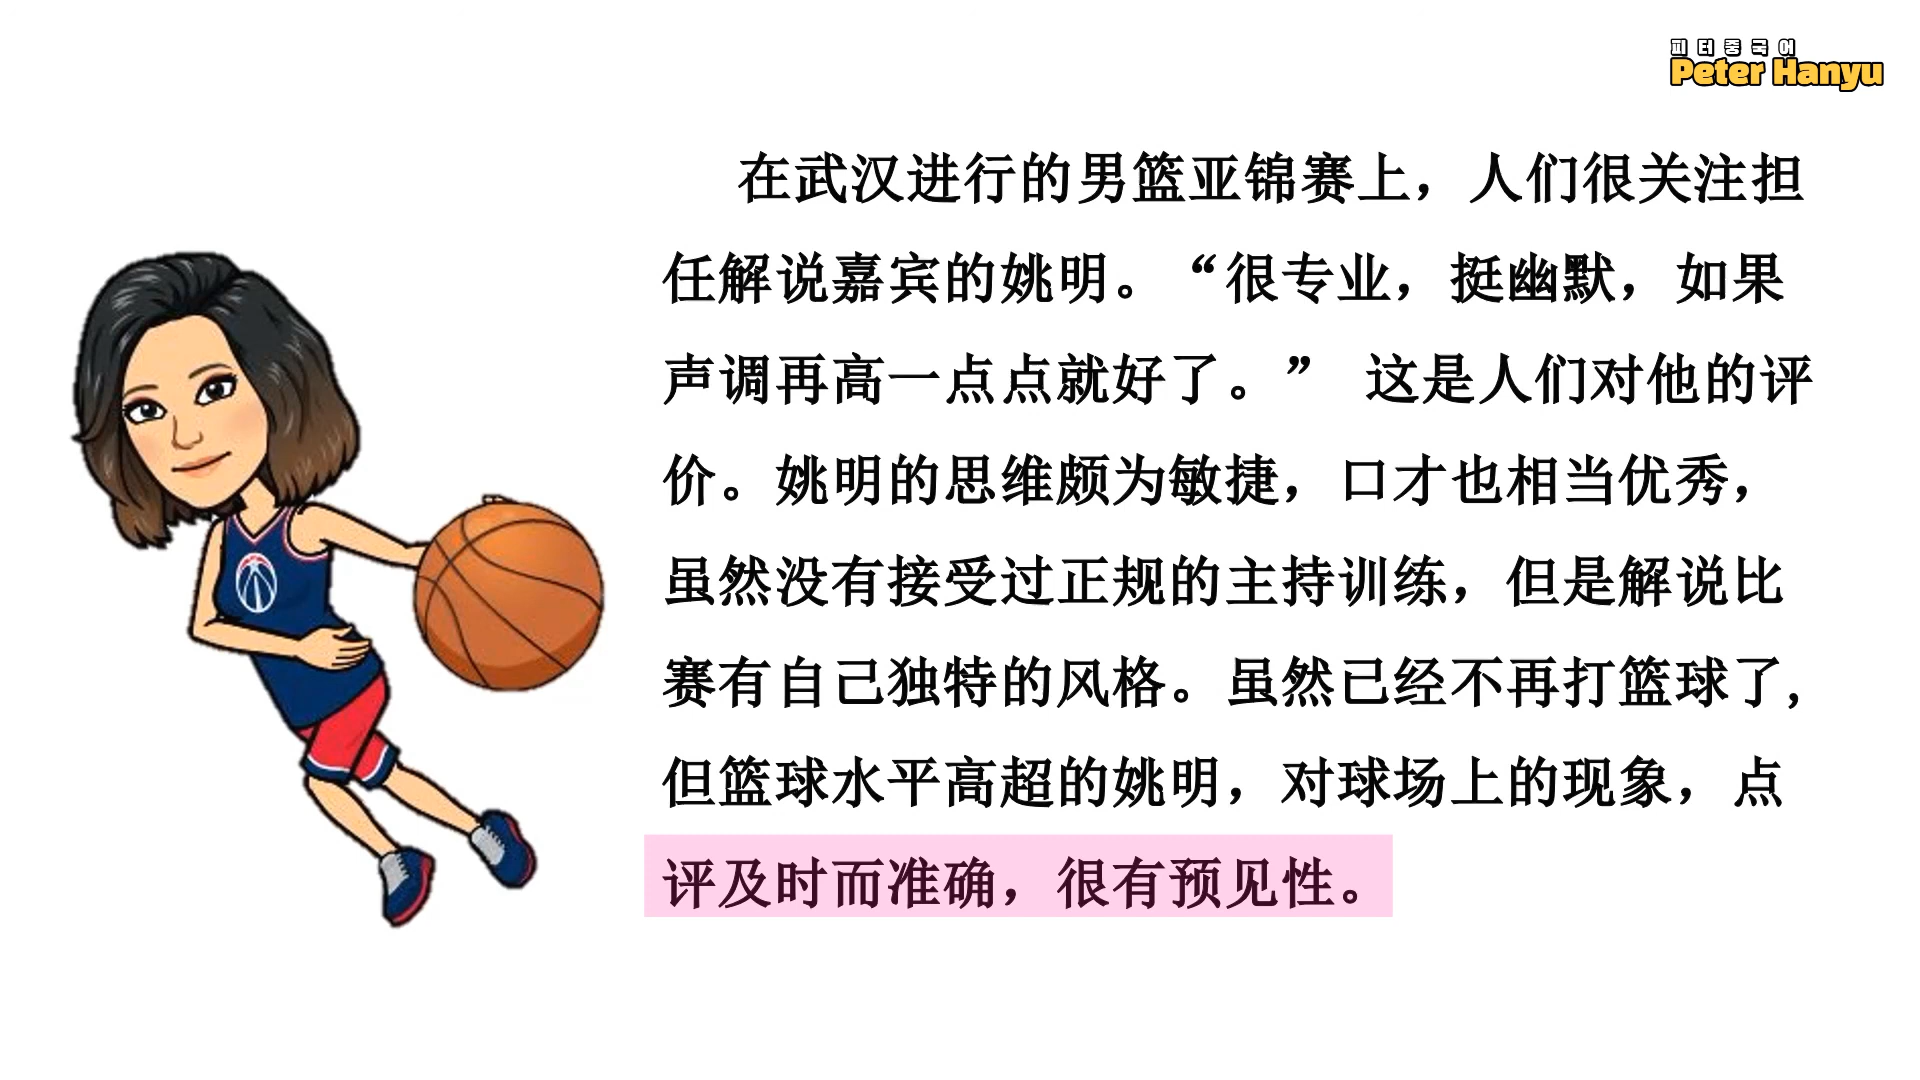 피터중국어
Peter Hanyu
在武汉进行的男篮亚锦赛上，人们很关注担
任解说嘉宾的姚明。“很专业，挺幽默，如果
声调再高一点点就好了。” 这是人们对他的评
价。姚明的思维颇为敏捷，口才也相当优秀，
虽然没有接受过正规的主持训练，但是解说比
赛有自己独特的风格。虽然已经不再打篮球了，
但篮球水平高超的姚明，对球场上的现象，点
评及时而准确，很有预见性。